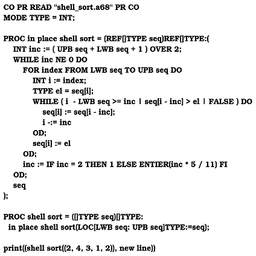 CO PR READ "shell_sort.a68" PR CO
MODE TYPE = INT;

PROC in place shell sort = (REF[]TYPE seq)REF[]TYPE:(
INT inc := ( UPB seq + LWB seq + 1 ) OVER 2;
WHILE inc NE 0 DO
FOR index FROM LWB seq TO UPB seq DO
INT i := index;
TYPE el = seq[i];
WHILE ( i - LWB seq >= inc | seq[i - inc] > el | FALSE ) DO
seq[i] := seq[i - inc];
i -:= inc
OD;
seq[i] := el
OD;
inc := IF inc = 2 THEN 1 ELSE ENTIER(inc * 5 / 11) FI
OD;
seq
);

PROC shell sort = ([]TYPE seq)[]TYPE:
in place shell sort(LOC[LWB seq: UPB seq]TYPE:=seq);

print((shell sort((2, 4, 3, 1, 2)), new line))